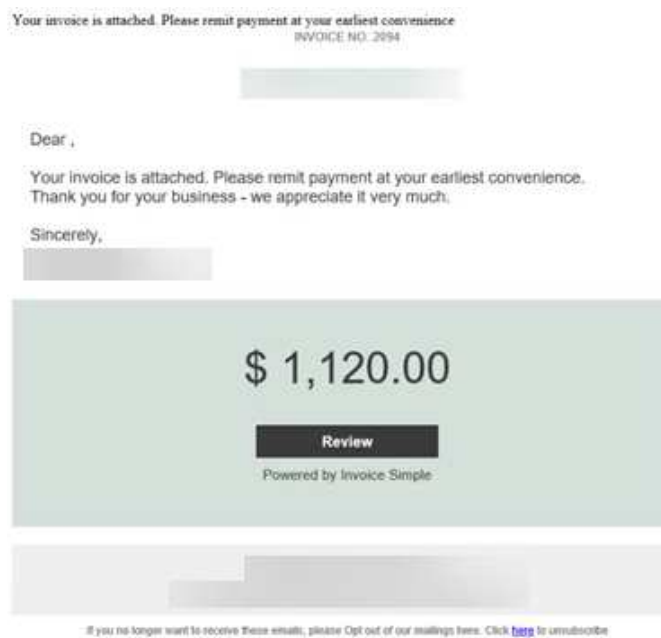 Your invoice is attached. Please remit payment at your earliest convenience
INVOICE NO. 2094
Dear ,
Your invoice is attached. Please remit payment at your earliest convenience.
Thank you for your business - we appreciate it very much.
Sincerely,
$ 1,120.00
Review
Powered by Invoice Simple
If you no longer want to receive these emails, please Opt out of our mailings here. Click here to unsubscribe